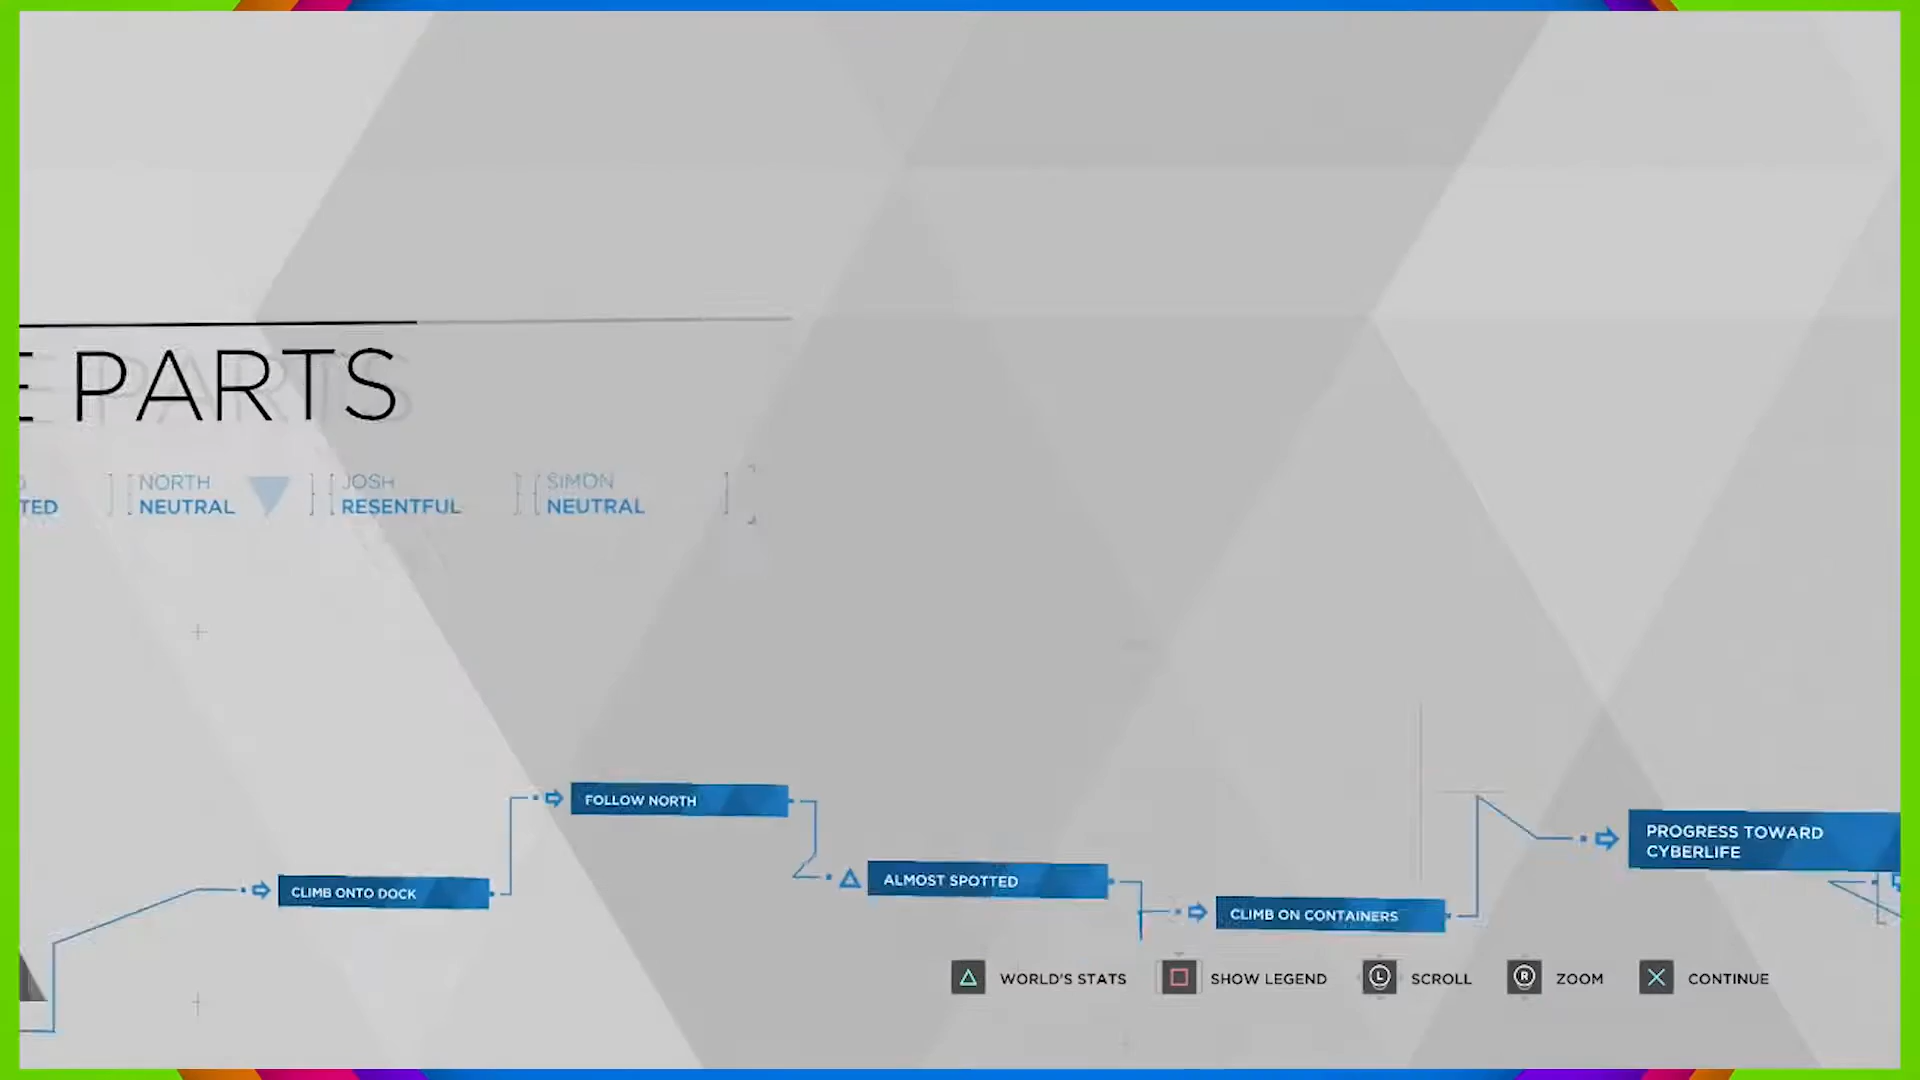 E PARTS
NORTH JOSH SIMON
TED NEUTRAL RESENTFUL NEUTRAL
FOLLOW NORTH
PROGRESS TOWARD
CYBERLIFE
ALMOST SPOTTED
CLIMB ONTO DOCK
CLIMB ON CONTAINERS
WORLD'S STATS SHOW LEGEND L SCROLL R ZOOM CONTINUE